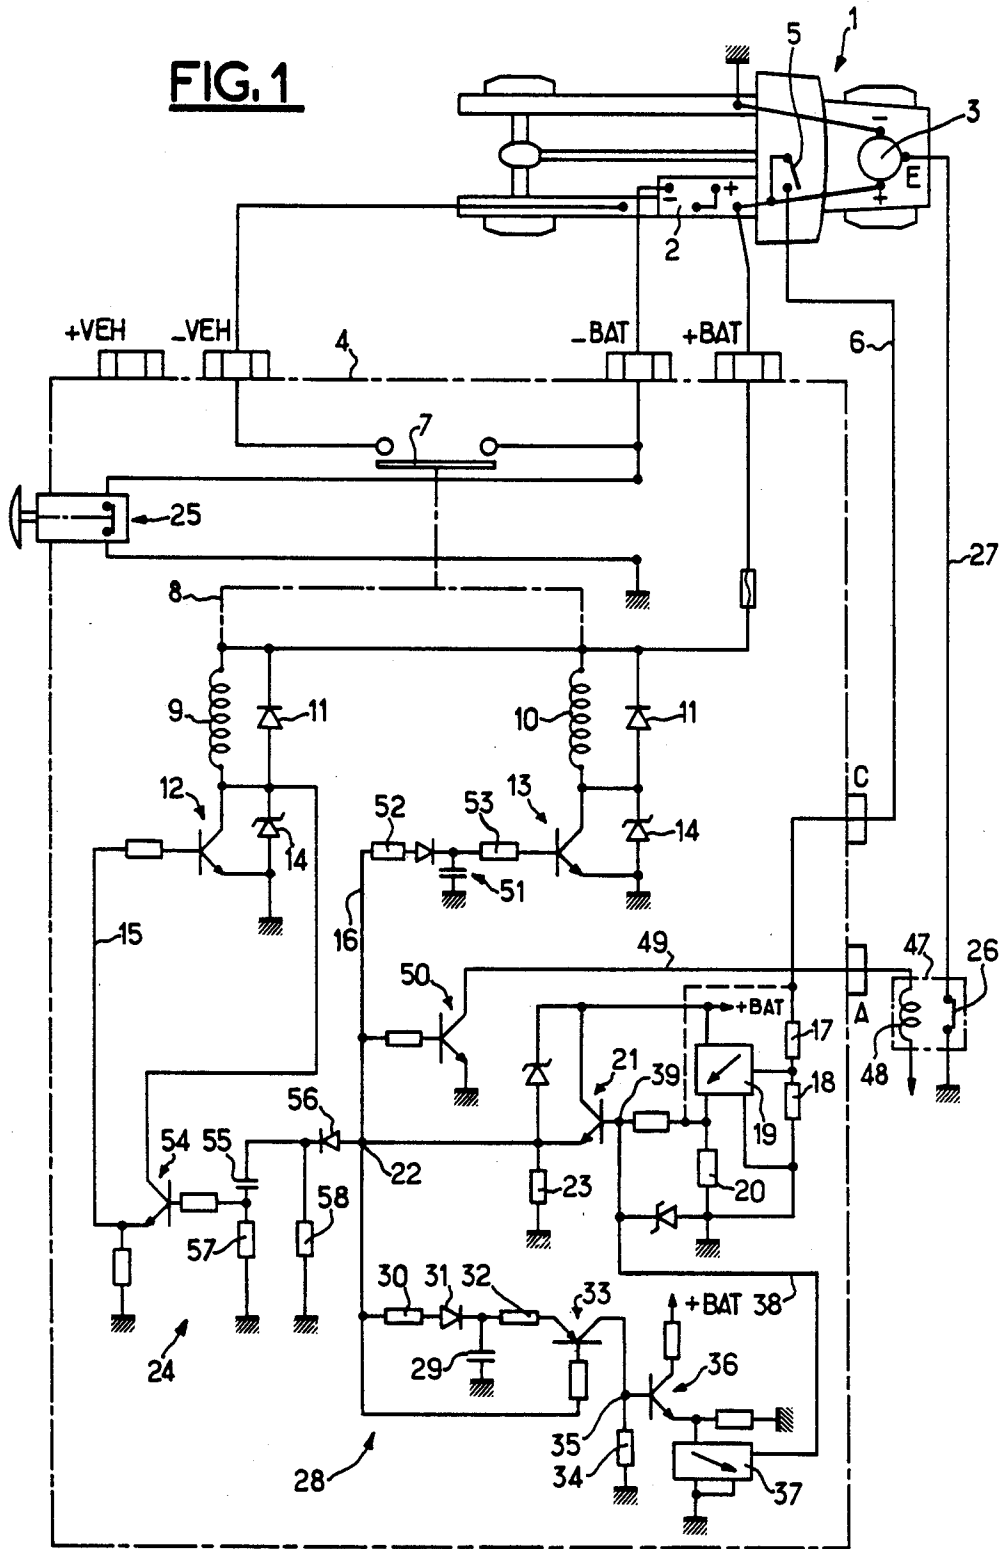 FIG. 1
1
5
3
− E
+
− + 2
+VEH −VEH 4 −BAT +BAT 6
7
25
27
8
9 11 10 11
12 13
52 53 C
14 14
51
15 16
49 47 26
50 A
+BAT
17
21 39
48
18
56 19
54 55
22
23 20
58
57
30 31 32 33
+BAT 38
24 29 36
35
34
28 37